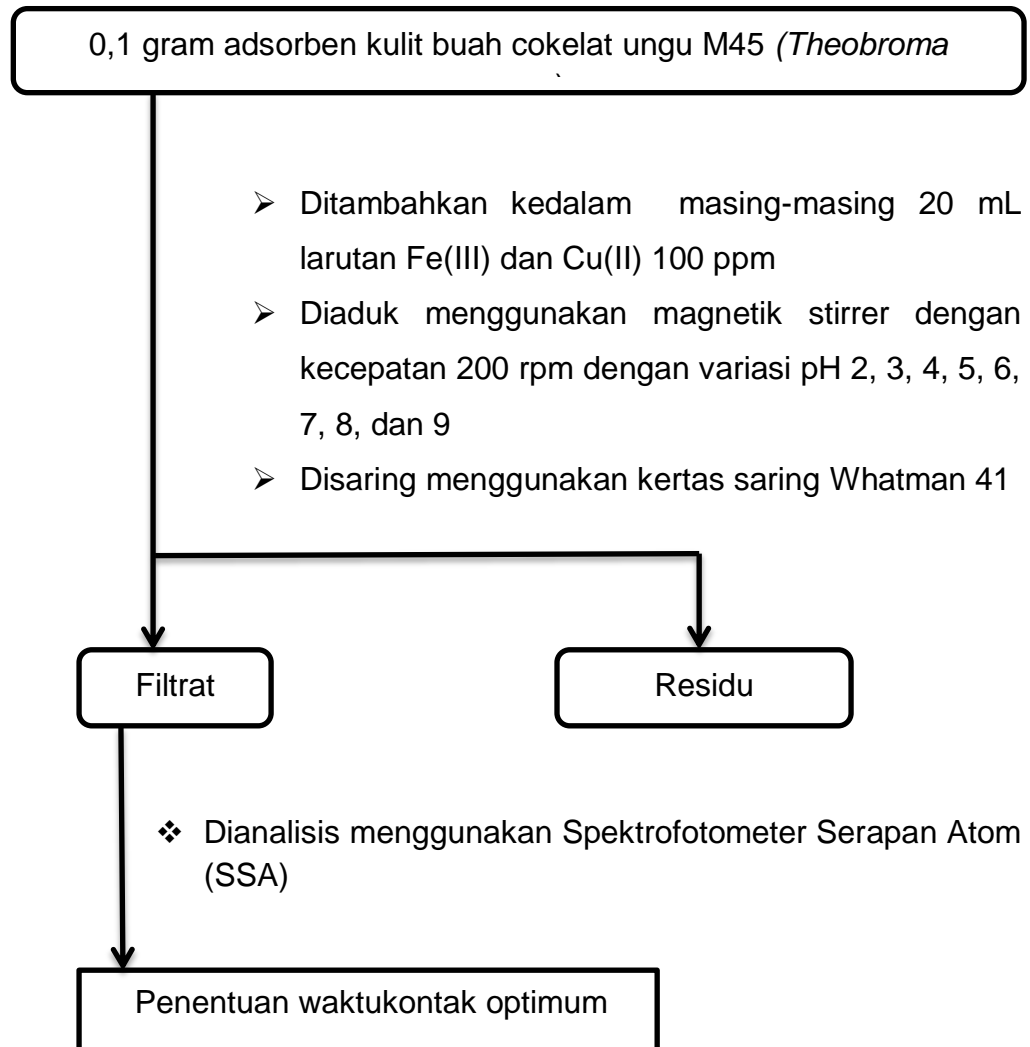 0,1 gram adsorben kulit buah cokelat ungu M45 (Theobroma
➢ Ditambahkan kedalam masing-masing 20 mL
larutan Fe(III) dan Cu(II) 100 ppm
➢ Diaduk menggunakan magnetik stirrer dengan
kecepatan 200 rpm dengan variasi pH 2, 3, 4, 5, 6,
7, 8, dan 9
➢ Disaring menggunakan kertas saring Whatman 41
Filtrat Residu
❖ Dianalisis menggunakan Spektrofotometer Serapan Atom
(SSA)
Penentuan waktukontak optimum